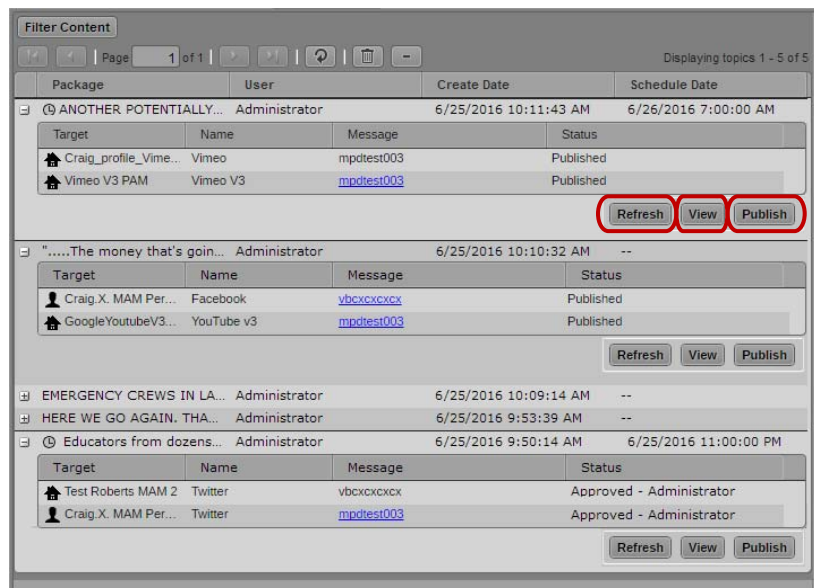 Filter Content
Page 1 of 1 Displaying topics 1 - 5 of 5
Package User Create Date Schedule Date
ANOTHER POTENTIALLY... Administrator 6/25/2016 10:11:43 AM 6/26/2016 7:00:00 AM
Target Name Message Status
Craig_profile_Vime... Vimeo mpdtest003 Published
Vimeo V3 PAM Vimeo V3 mpdtest003 Published
Refresh View Publish
".....The money that's goin... Administrator 6/25/2016 10:10:32 AM --
Target Name Message Status
Craig.X. MAM Per... Facebook vbcxcxcxcx Published
GoogleYoutubeV3... YouTube v3 mpdtest003 Published
Refresh View Publish
EMERGENCY CREWS IN LA... Administrator 6/25/2016 10:09:14 AM --
HERE WE GO AGAIN. THA... Administrator 6/25/2016 9:53:39 AM --
Educators from dozens... Administrator 6/25/2016 9:50:14 AM 6/25/2016 11:00:00 PM
Target Name Message Status
Test Roberts MAM 2 Twitter vbcxcxcxcx Approved - Administrator
Craig.X. MAM Per... Twitter mpdtest003 Approved - Administrator
Refresh View Publish